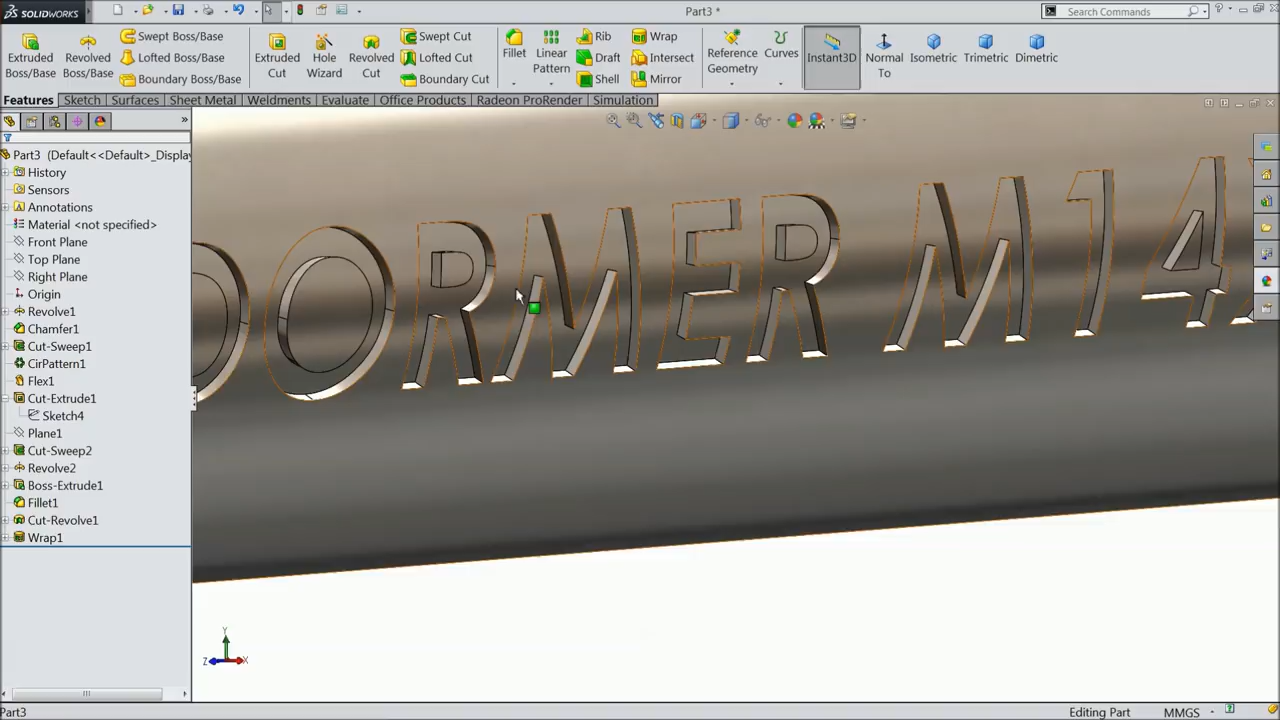 SOLIDWORKS
Part3 *
Search Commands
Extruded Boss/Base
Revolved Boss/Base
Swept Boss/Base
Lofted Boss/Base
Boundary Boss/Base
Extruded Cut
Hole Wizard
Revolved Cut
Swept Cut
Lofted Cut
Boundary Cut
Fillet
Linear Pattern
Rib
Draft
Shell
Wrap
Intersect
Mirror
Reference Geometry
Curves
Instant3D
Normal To
Isometric
Trimetric
Dimetric
Features
Sketch
Surfaces
Sheet Metal
Weldments
Evaluate
Office Products
Radeon ProRender
Simulation
Part3 (Default<<Default>_Display
History
Sensors
Annotations
Material <not specified>
Front Plane
Top Plane
Right Plane
Origin
Revolve1
Chamfer1
Cut-Sweep1
CirPattern1
Flex1
Cut-Extrude1
Sketch4
Plane1
Cut-Sweep2
Revolve2
Boss-Extrude1
Fillet1
Cut-Revolve1
Wrap1
DORMER M14
Y
Z
X
Part3
Editing Part
MMGS